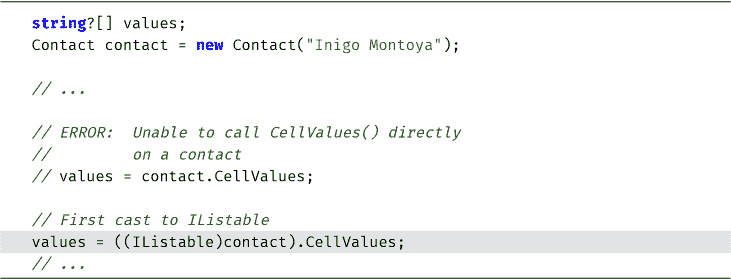 string?[] values;
Contact contact = new Contact("Inigo Montoya");
// ...
// ERROR:  Unable to call CellValues() directly
//         on a contact
// values = contact.CellValues;
// First cast to IListable
values = ((IListable)contact).CellValues;
// ...